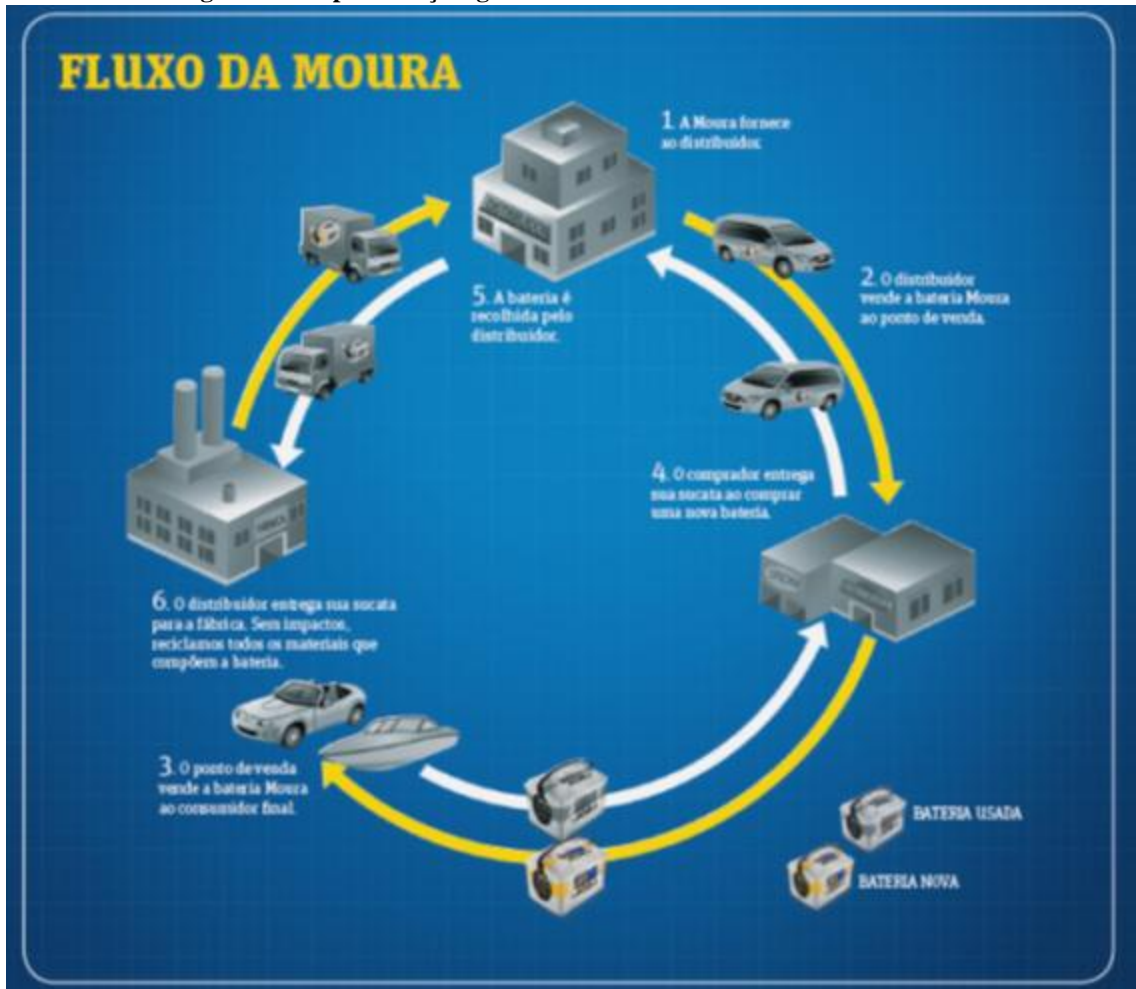 FLUXO DA MOURA
1. A Moura fornece
ao distribuidor.
2. O distribuidor
vende a bateria Moura
ao ponto de venda.
5. A bateria é
recolhida pelo
distribuidor.
4. O comprador entrega
sua sucata ao comprar
uma nova bateria.
6. O distribuidor entrega sua sucata
para a fábrica. Sem impactos,
reciclamos todos os materiais que
compõem a bateria.
3. O ponto de venda
vende a bateria Moura
ao consumidor final.
BATERIA USADA
BATERIA NOVA